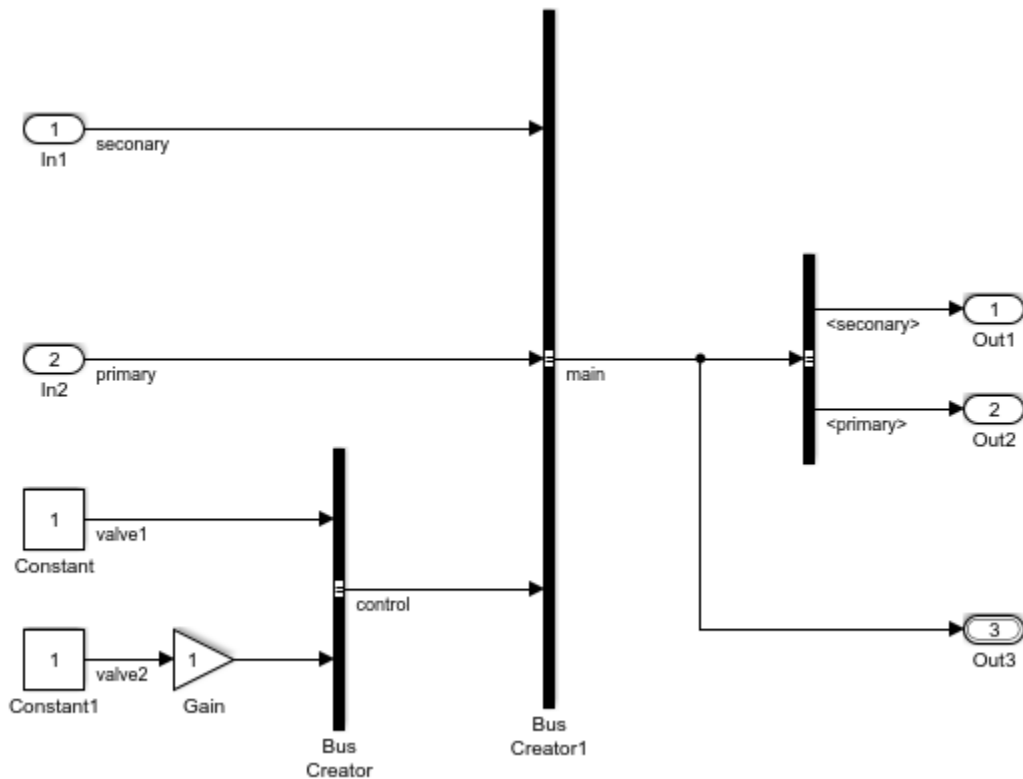 1
seconary
In1
2
primary
In2
main
1
<seconary>
Out1
2
<primary>
Out2
1
valve1
Constant
control
1
valve2
Constant1
1
Gain
3
Out3
Bus
Creator
Bus
Creator1